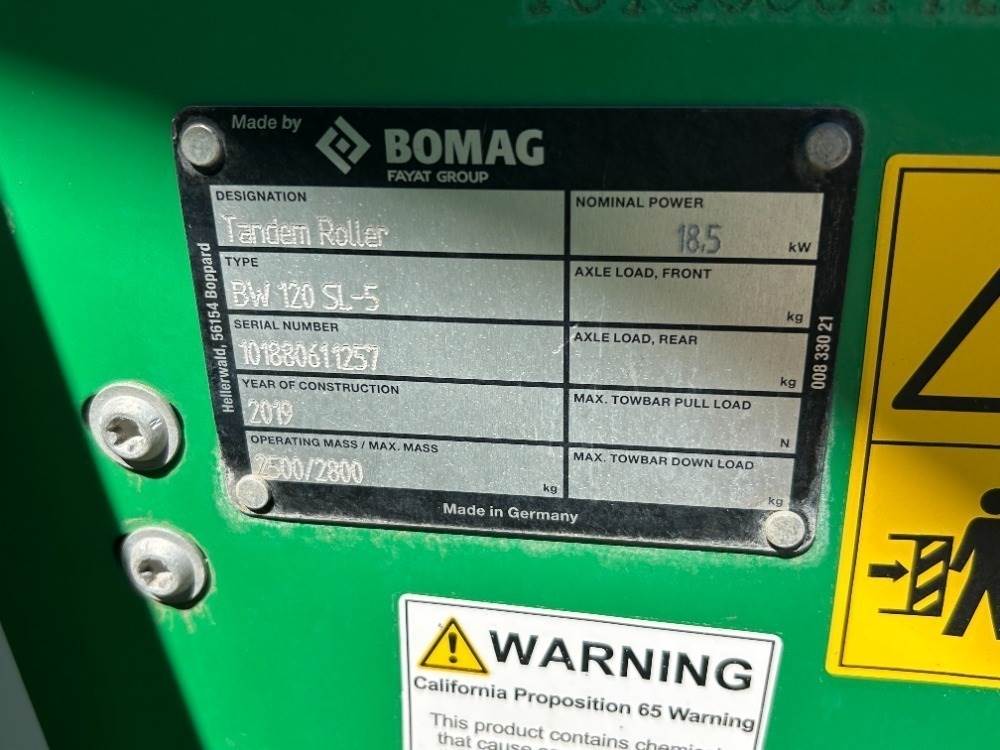 Made by
BOMAG
FAYAT GROUP
DESIGNATION
Tandem Roller
TYPE
BW 120 SL-5
SERIAL NUMBER
101880611257
YEAR OF CONSTRUCTION
2019
OPERATING MASS / MAX. MASS
2500/2800
kg
NOMINAL POWER
18,5 kW
AXLE LOAD, FRONT
kg
AXLE LOAD, REAR
kg
MAX. TOWBAR PULL LOAD
N
MAX. TOWBAR DOWN LOAD
kg
Hellerwald, 56154 Boppard
008 330 21
Made in Germany
WARNING
California Proposition 65 Warning
This product contains
that cause